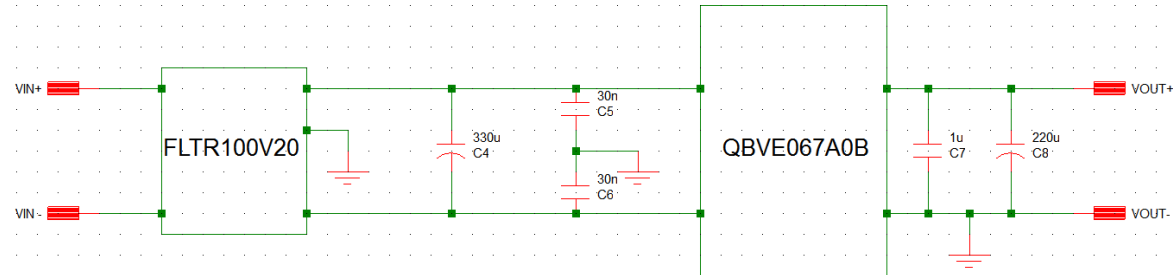 VIN+
VIN-
FLTR100V20
330u
C4
30n
C5
30n
C6
QBVE067A0B
1u
C7
220u
C8
VOUT+
VOUT-